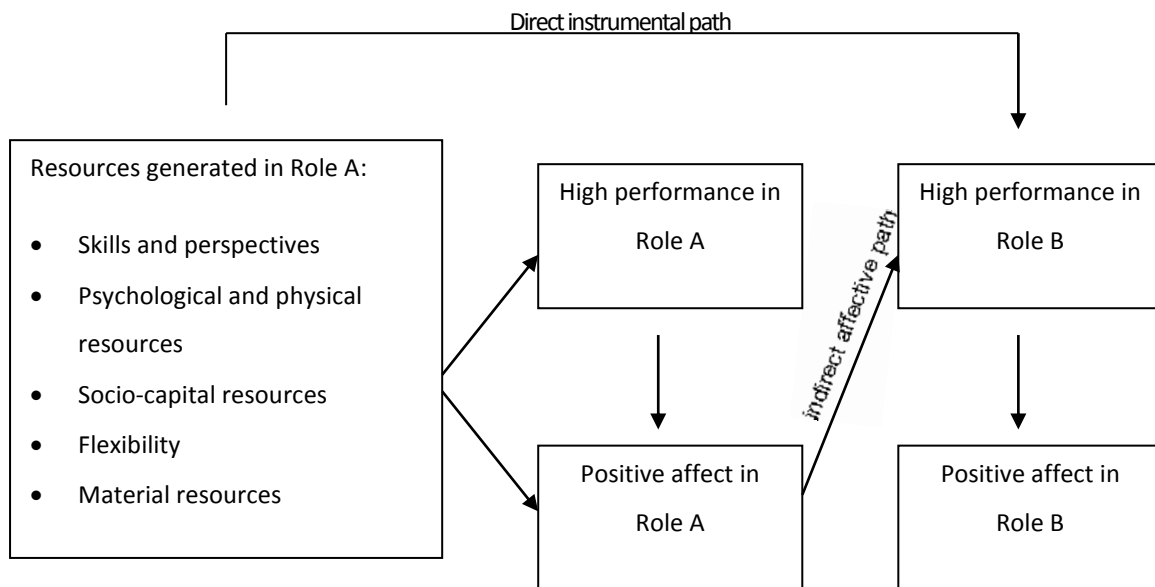 Direct instrumental path
Resources generated in Role A:
• Skills and perspectives
• Psychological and physical
resources
• Socio-capital resources
• Flexibility
• Material resources
High performance in
Role A
Positive affect in
Role A
indirect affective path
High performance in
Role B
Positive affect in
Role B